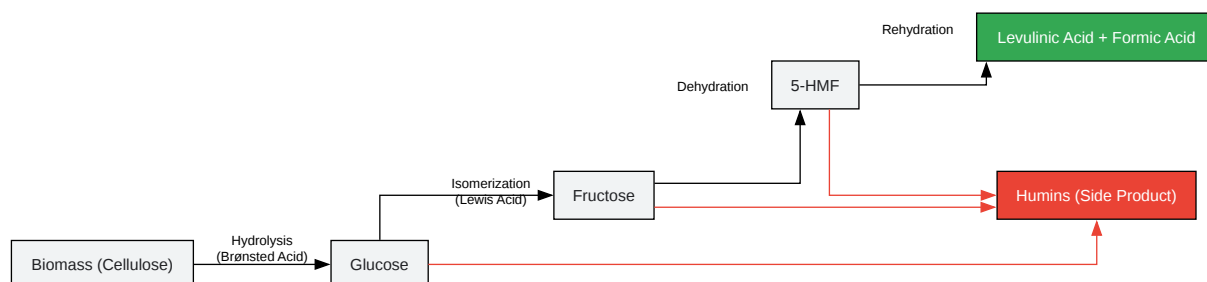 Rehydration
Levulinic Acid + Formic Acid
Dehydration
5-HMF
Isomerization
(Lewis Acid)
Fructose
Humins (Side Product)
Biomass (Cellulose)
Hydrolysis
(Brønsted Acid)
Glucose